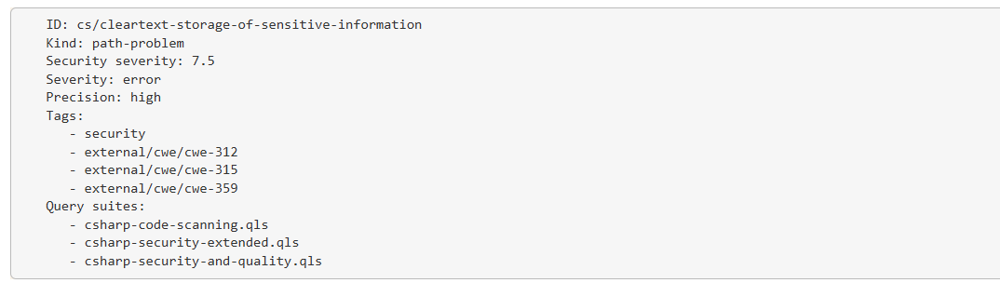 ID: cs/cleartext-storage-of-sensitive-information
Kind: path-problem
Security severity: 7.5
Severity: error
Precision: high
Tags:
   - security
   - external/cwe/cwe-312
   - external/cwe/cwe-315
   - external/cwe/cwe-359
Query suites:
   - csharp-code-scanning.qls
   - csharp-security-extended.qls
   - csharp-security-and-quality.qls